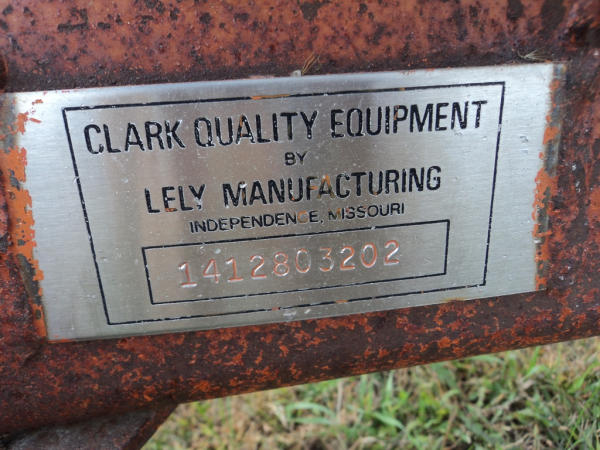 CLARK QUALITY EQUIPMENT
BY
LELY MANUFACTURING
INDEPENDENCE, MISSOURI
1412803202